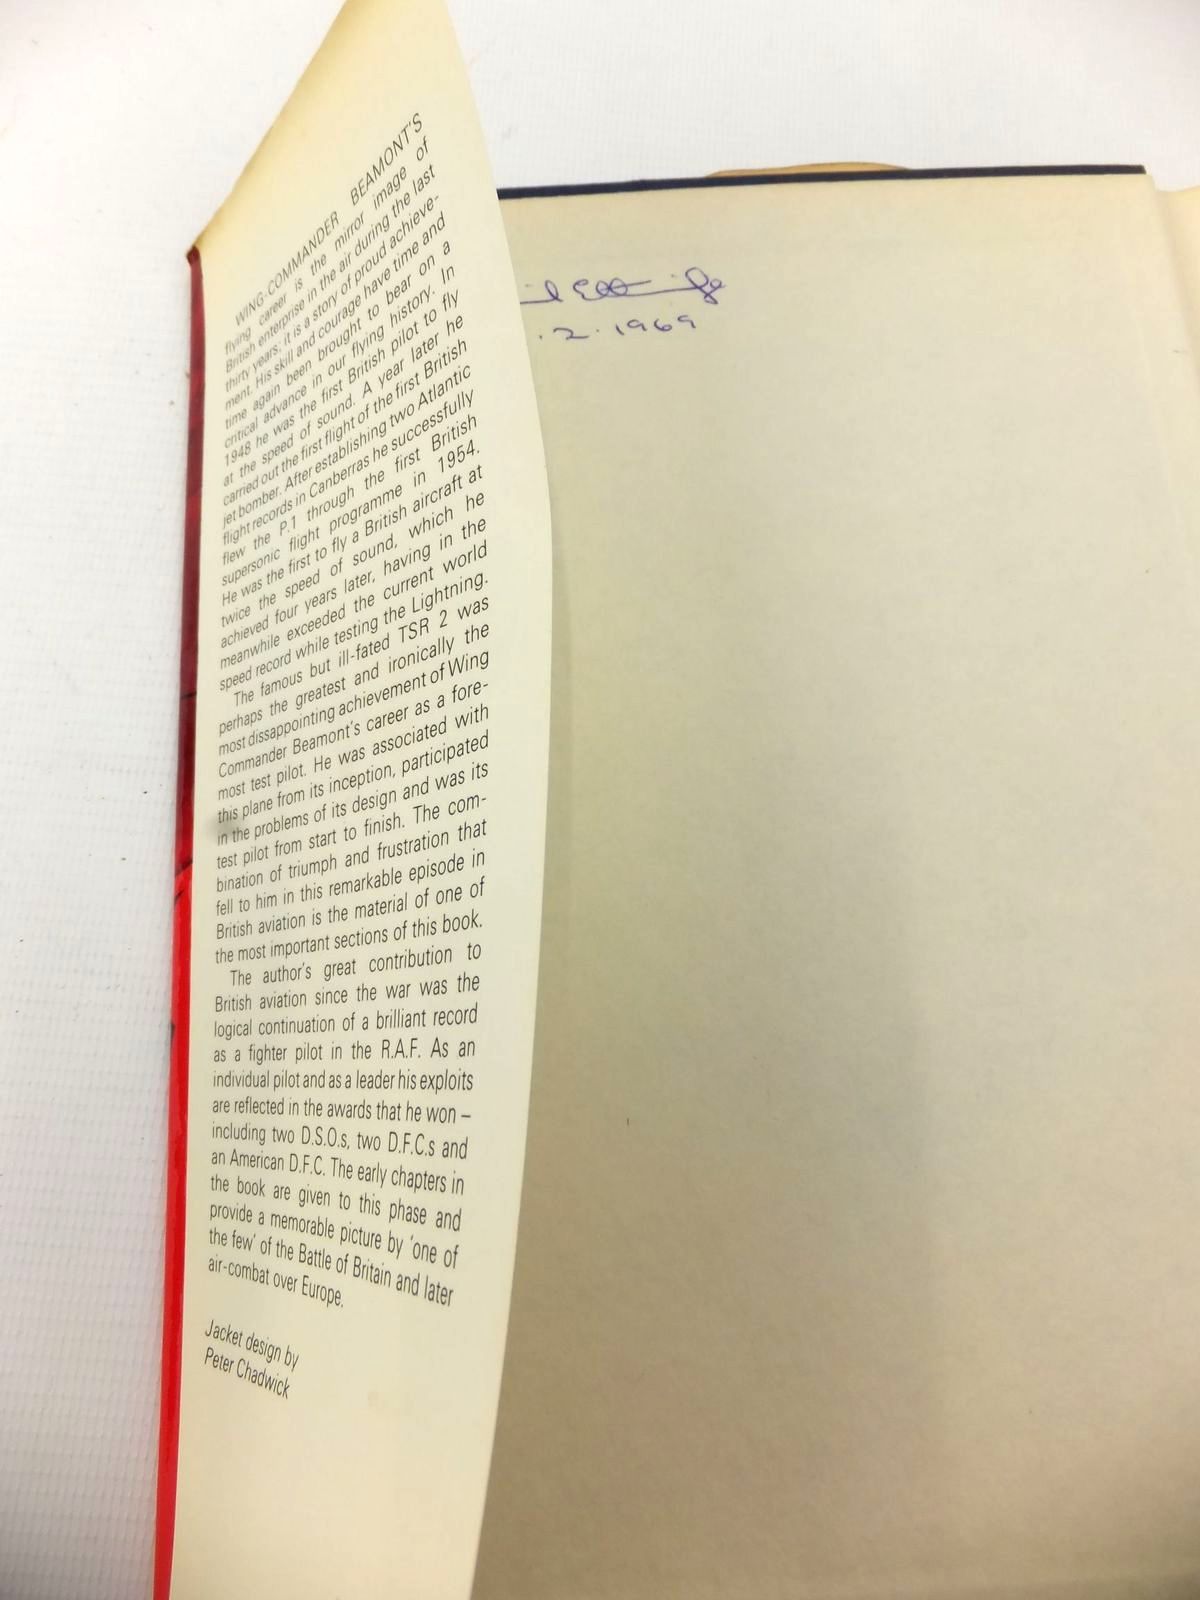 WING-COMMANDER BEAMONT'S
flying career is the mirror image of
British enterprise in the air during the last
thirty years: it is a story of proud achieve-
ment. His skill and courage have time and
time again been brought to bear on a
critical advance in our flying history. In
1948 he was the first British pilot to fly
at the speed of sound. A year later he
carried out the first flight of the first British
jet bomber. After establishing two Atlantic
flight records in Canberras he successfully
flew the P.1 through the first British
supersonic flight programme in 1954.
He was the first to fly a British aircraft at
twice the speed of sound, which he
achieved four years later, having in the
meanwhile exceeded the current world
speed record while testing the Lightning.
The famous but ill-fated TSR 2 was
perhaps the greatest and ironically the
most dissappointing achievement of Wing
Commander Beamont's career as a fore-
most test pilot. He was associated with
this plane from its inception, participated
in the problems of its design and was its
test pilot from start to finish. The com-
bination of triumph and frustration that
fell to him in this remarkable episode in
British aviation is the material of one of
the most important sections of this book.
The author's great contribution to
British aviation since the war was the
logical continuation of a brilliant record
as a fighter pilot in the R.A.F. As an
individual pilot and as a leader his exploits
are reflected in the awards that he won –
including two D.S.O.s, two D.F.C.s and
an American D.F.C. The early chapters in
the book are given to this phase and
provide a memorable picture by 'one of
the few' of the Battle of Britain and later
air-combat over Europe.
Jacket design by
Peter Chadwick
. 2 . 1969